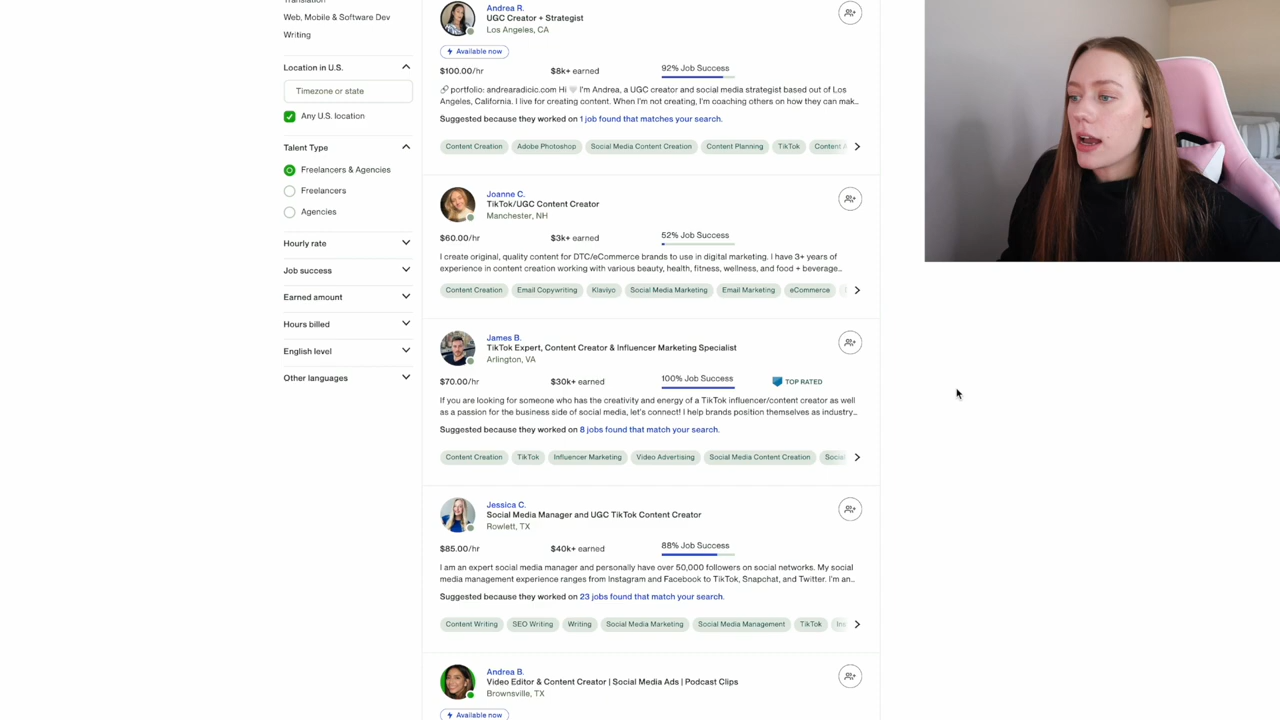 Web, Mobile & Software Dev
Writing
Location in U.S.
Timezone or state
Any U.S. location
Talent Type
Freelancers & Agencies
Freelancers
Agencies
Hourly rate
Job success
Earned amount
Hours billed
English level
Other languages
Andrea R.
UGC Creator + Strategist
Los Angeles, CA
Available now
$100.00/hr $8k+ earned 92% Job Success
portfolio: andrearadicic.com Hi 🤍 I'm Andrea, a UGC creator and social media strategist based out of Los
Angeles, California. I live for creating content. When I'm not creating, I'm coaching others on how they can mak...
Suggested because they worked on 1 job found that matches your search.
Content Creation Adobe Photoshop Social Media Content Creation Content Planning TikTok Content
Joanne C.
TikTok/UGC Content Creator
Manchester, NH
$60.00/hr $3k+ earned 52% Job Success
I create original, quality content for DTC/eCommerce brands to use in digital marketing. I have 3+ years of
experience in content creation working with various beauty, health, fitness, wellness, and food + beverage...
Content Creation Email Copywriting Klaviyo Social Media Marketing Email Marketing eCommerce
James B.
TikTok Expert, Content Creator & Influencer Marketing Specialist
Arlington, VA
$70.00/hr $30k+ earned 100% Job Success TOP RATED
If you are looking for someone who has the creativity and energy of a TikTok influencer/content creator as well
as a passion for the business side of social media, let's connect! I help brands position themselves as industry...
Suggested because they worked on 8 jobs found that match your search.
Content Creation TikTok Influencer Marketing Video Advertising Social Media Content Creation Social
Jessica C.
Social Media Manager and UGC TikTok Content Creator
Rowlett, TX
$85.00/hr $40k+ earned 88% Job Success
I am an expert social media manager and personally have over 50,000 followers on social networks. My social
media management experience ranges from Instagram and Facebook to TikTok, Snapchat, and Twitter. I'm an...
Suggested because they worked on 23 jobs found that match your search.
Content Writing SEO Writing Writing Social Media Marketing Social Media Management TikTok
Andrea B.
Video Editor & Content Creator | Social Media Ads | Podcast Clips
Brownsville, TX
Available now